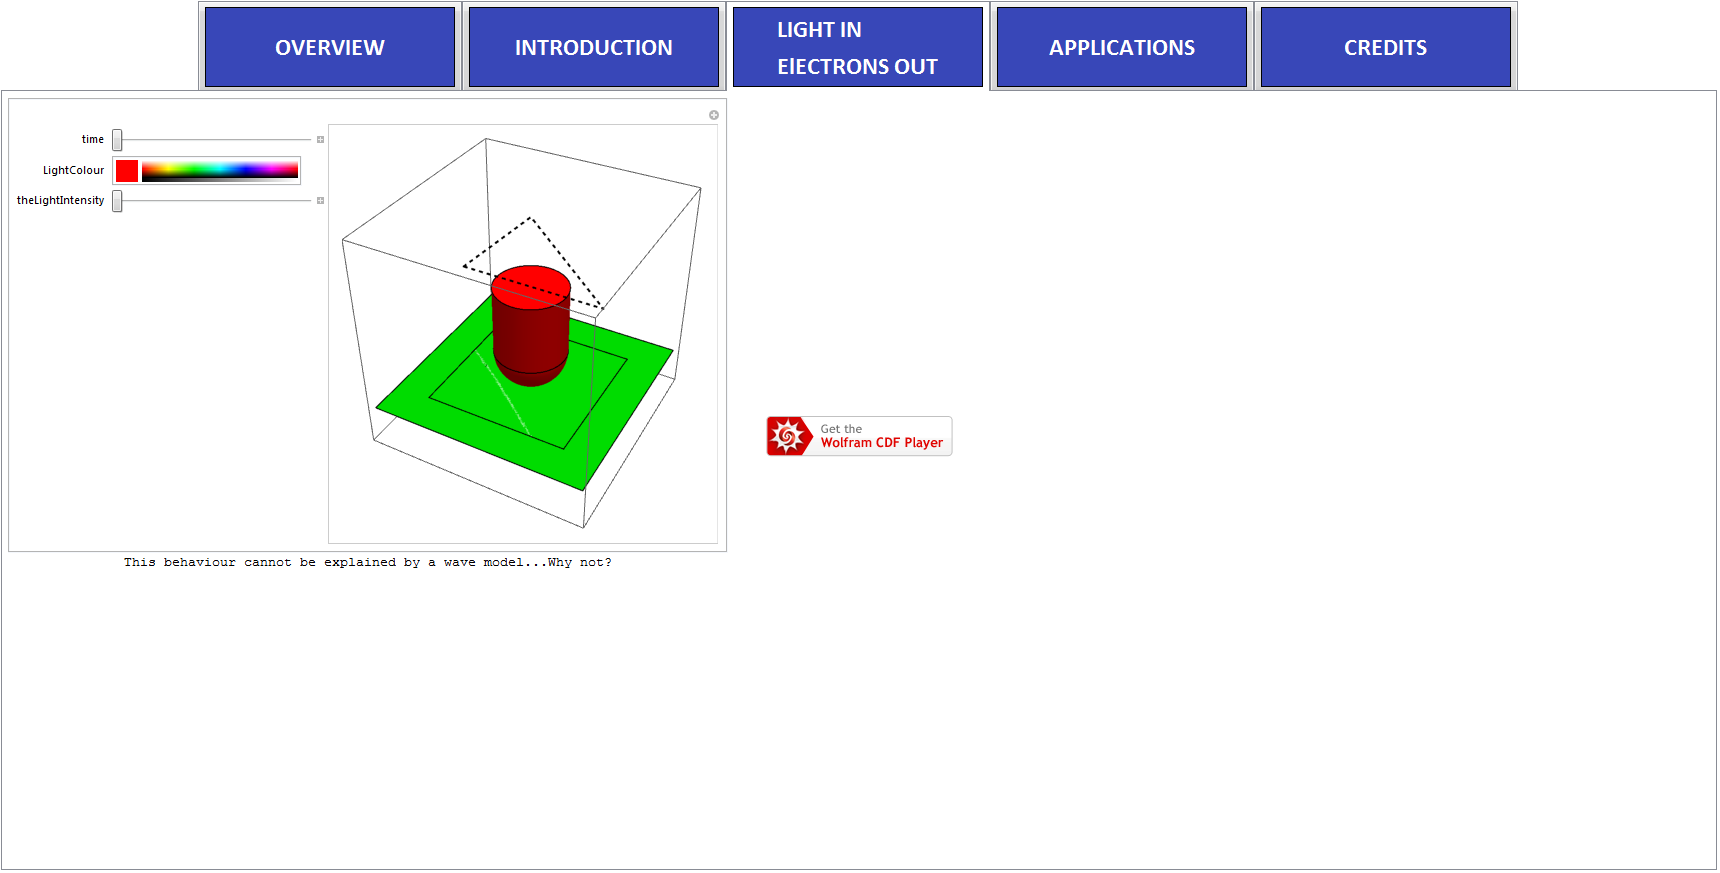 OVERVIEW
INTRODUCTION
LIGHT IN
ElECTRONS OUT
APPLICATIONS
CREDITS
time
LightColour
theLightIntensity
Get the
Wolfram CDF Player
This behaviour cannot be explained by a wave model...Why not?